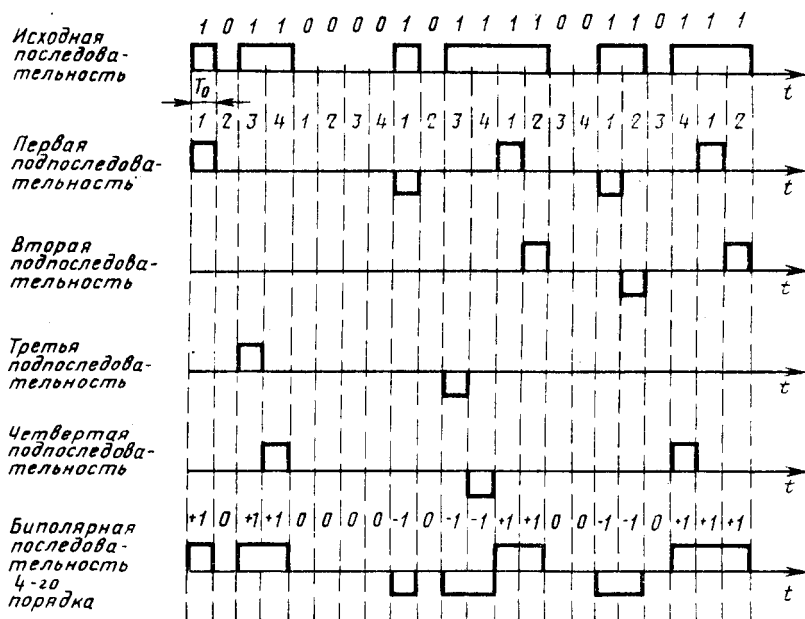 1 0 1 1 0 0 0 0 1 0 1 1 1 1 0 0 1 1 0 1 1 1
Исходная
последова-
тельность
t
T₀
1 2 3 4 1 2 3 4 1 2 3 4 1 2 3 4 1 2 3 4 1 2
Первая
подпоследова-
тельность
t
Вторая
подпоследова-
тельность
t
Третья
подпоследова-
тельность
t
Четвертая
подпоследова-
тельность
t
+1 0 +1 +1 0 0 0 0 -1 0 -1 -1 +1 +1 0 0 -1 -1 0 +1 +1 +1
Биполярная
последова-
тельность
4-го
порядка
t